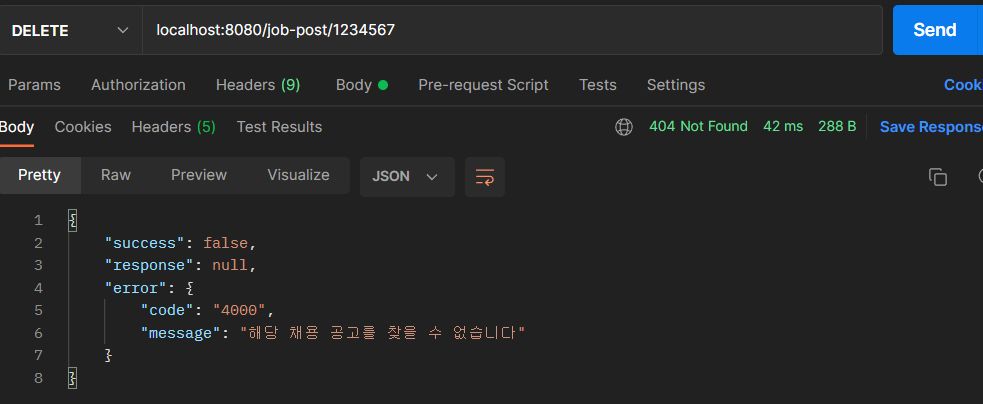 DELETE localhost:8080/job-post/1234567 Send
Params Authorization Headers (9) Body Pre-request Script Tests Settings
Body Cookies Headers (5) Test Results 404 Not Found 42 ms 288 B
Pretty Raw Preview Visualize JSON
1 {
2 "success": false,
3 "response": null,
4 "error": {
5 "code": "4000",
6 "message": "해당 채용 공고를 찾을 수 없습니다"
7 }
8 }